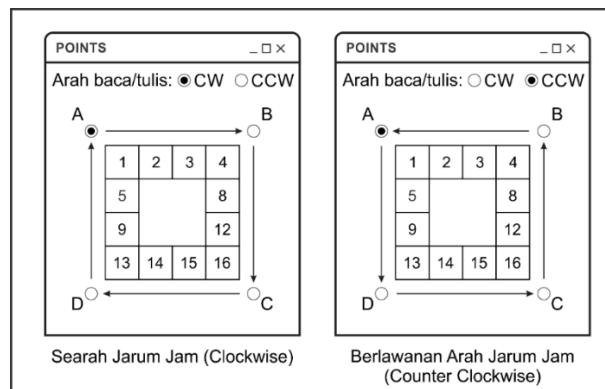 POINTS
Arah baca/tulis: CW CCW
A B
1 2 3 4
5 8
9 12
13 14 15 16
D C
Searah Jarum Jam (Clockwise)
POINTS
Arah baca/tulis: CW CCW
A B
1 2 3 4
5 8
9 12
13 14 15 16
D C
Berlawanan Arah Jarum Jam
(Counter Clockwise)